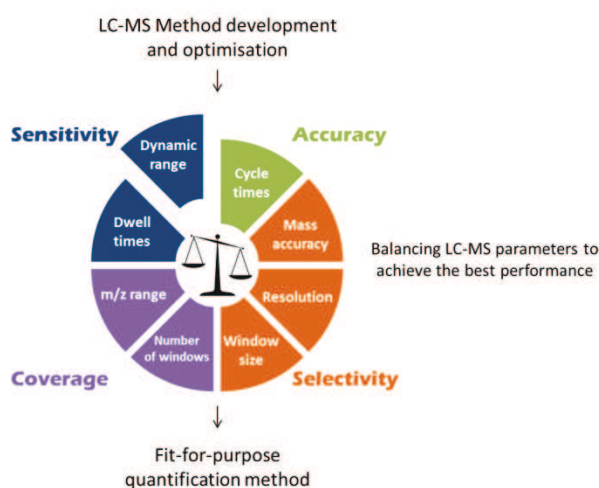 LC-MS Method development
and optimisation
Sensitivity
Accuracy
Dynamic
range
Cycle
times
Dwell
times
Mass
accuracy
Balancing LC-MS parameters to
achieve the best performance
m/z range
Resolution
Number
of windows
Window
size
Coverage
Selectivity
Fit-for-purpose
quantification method